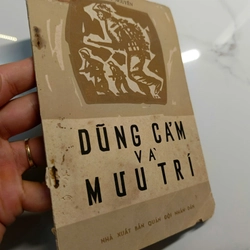 DŨNG CẢM
VÀ
MƯU TRÍ
NHÀ XUẤT BẢN QUÂN ĐỘI NHÂN DÂN